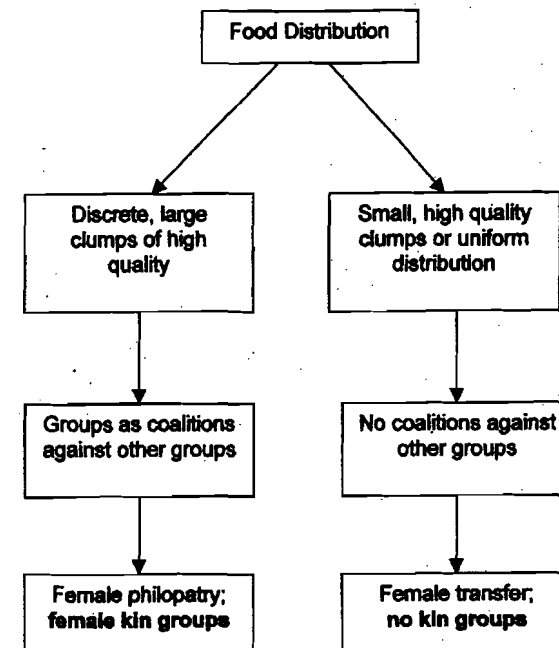 Food Distribution
Discrete, large
clumps of high
quality
Small, high quality
clumps or uniform
distribution
Groups as coalitions
against other groups
No coalitions against
other groups
Female philopatry;
female kin groups
Female transfer;
no kin groups